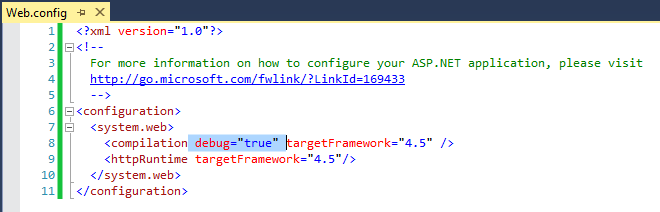 Web.config
1 <?xml version="1.0"?>
2 <!--
3 For more information on how to configure your ASP.NET application, please visit
4 http://go.microsoft.com/fwlink/?LinkId=169433
5 -->
6 <configuration>
7 <system.web>
8 <compilation debug="true" targetFramework="4.5" />
9 <httpRuntime targetFramework="4.5"/>
10 </system.web>
11 </configuration>